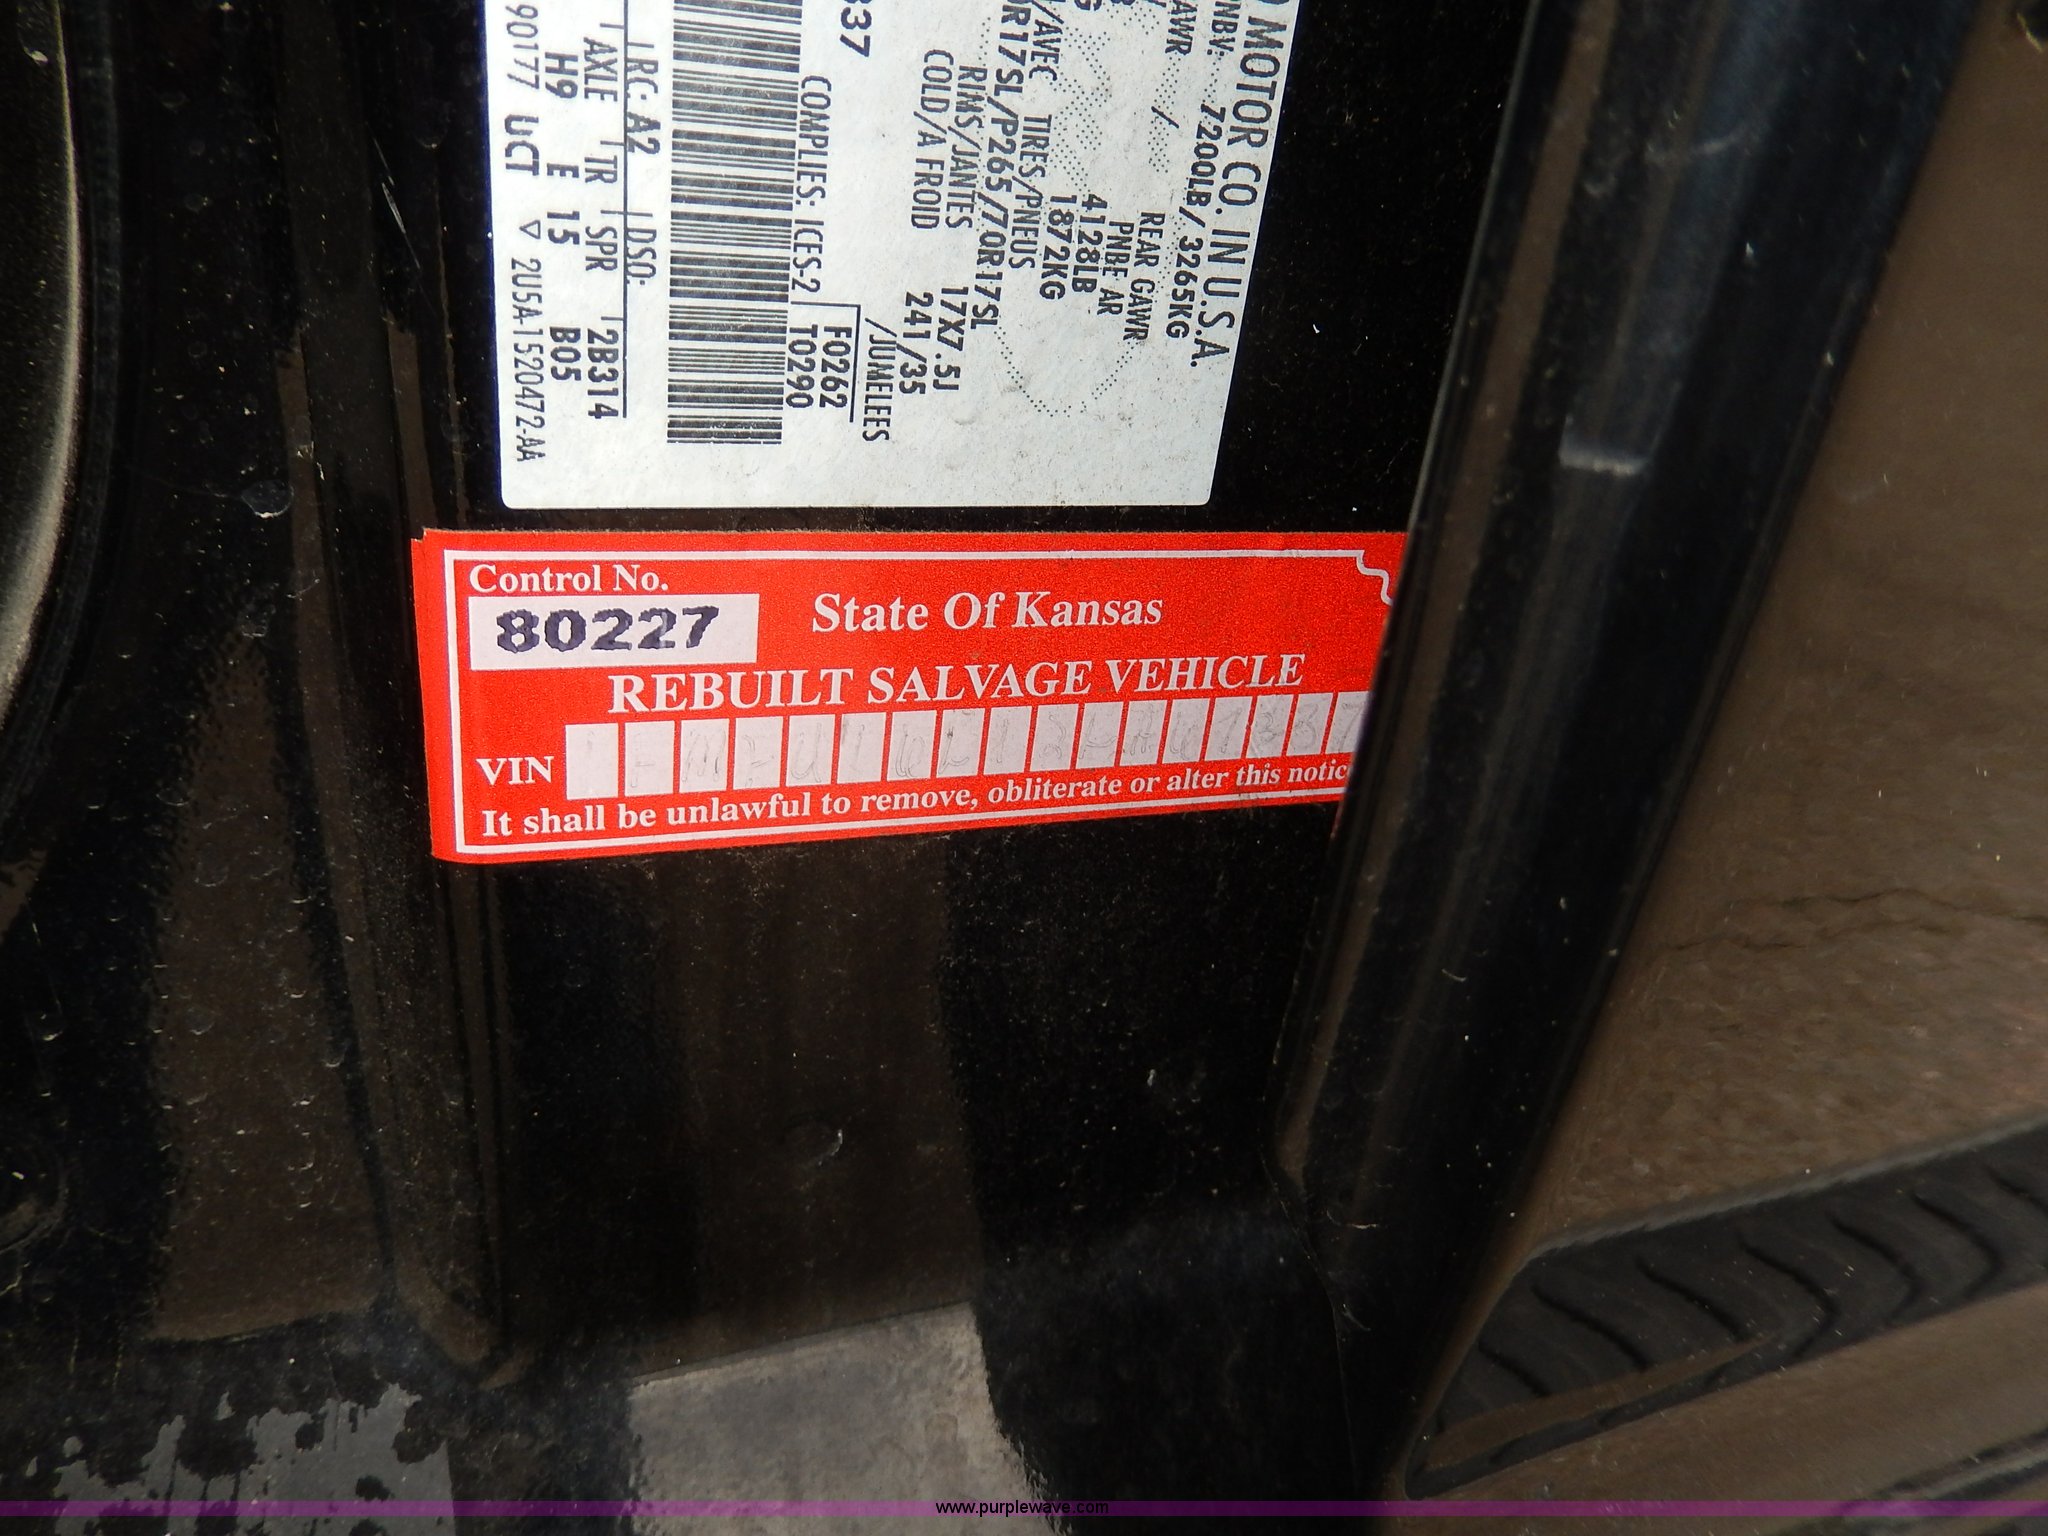 O MOTOR CO. IN U.S.A.
7200LB/ 3265KG
REAR GAWR
PNBE AR
4128LB
1872KG
TIRES/PNEUS
R17SL/P265/70R17SL
RIMS/JANTES 17X7.5J
COLD/A FROID 241/35
/JUMELEES
837
COMPLIES. ICES-2 F0262
T0290
RC: A2 DSO:
AXLE TR SPR 2B314
H9 E 15 B05
90177 UCT ▽ 2U5A1520472-AA
Control No.
80227
State Of Kansas
REBUILT SALVAGE VEHICLE
VIN
It shall be unlawful to remove, obliterate or alter this notice
www.purplewave.com